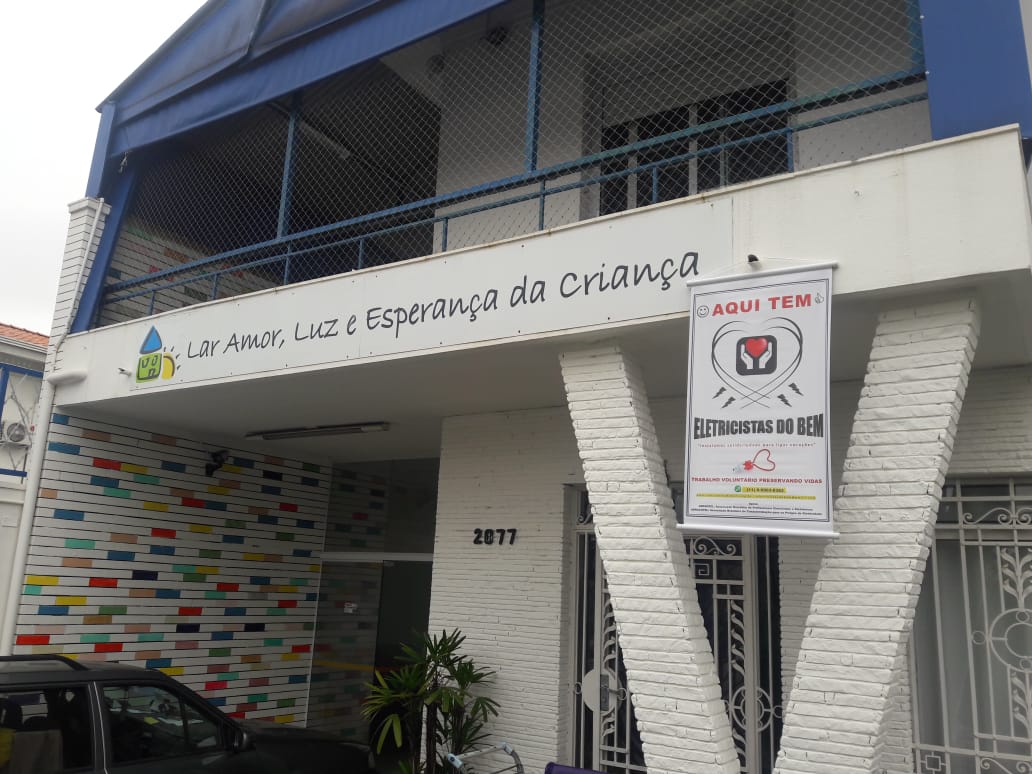 Lar Amor, Luz e Esperança da Criança
AQUI TEM
ELETRICISTAS DO BEM
TRABALHO VOLUNTÁRIO PRESERVANDO VIDAS
2077